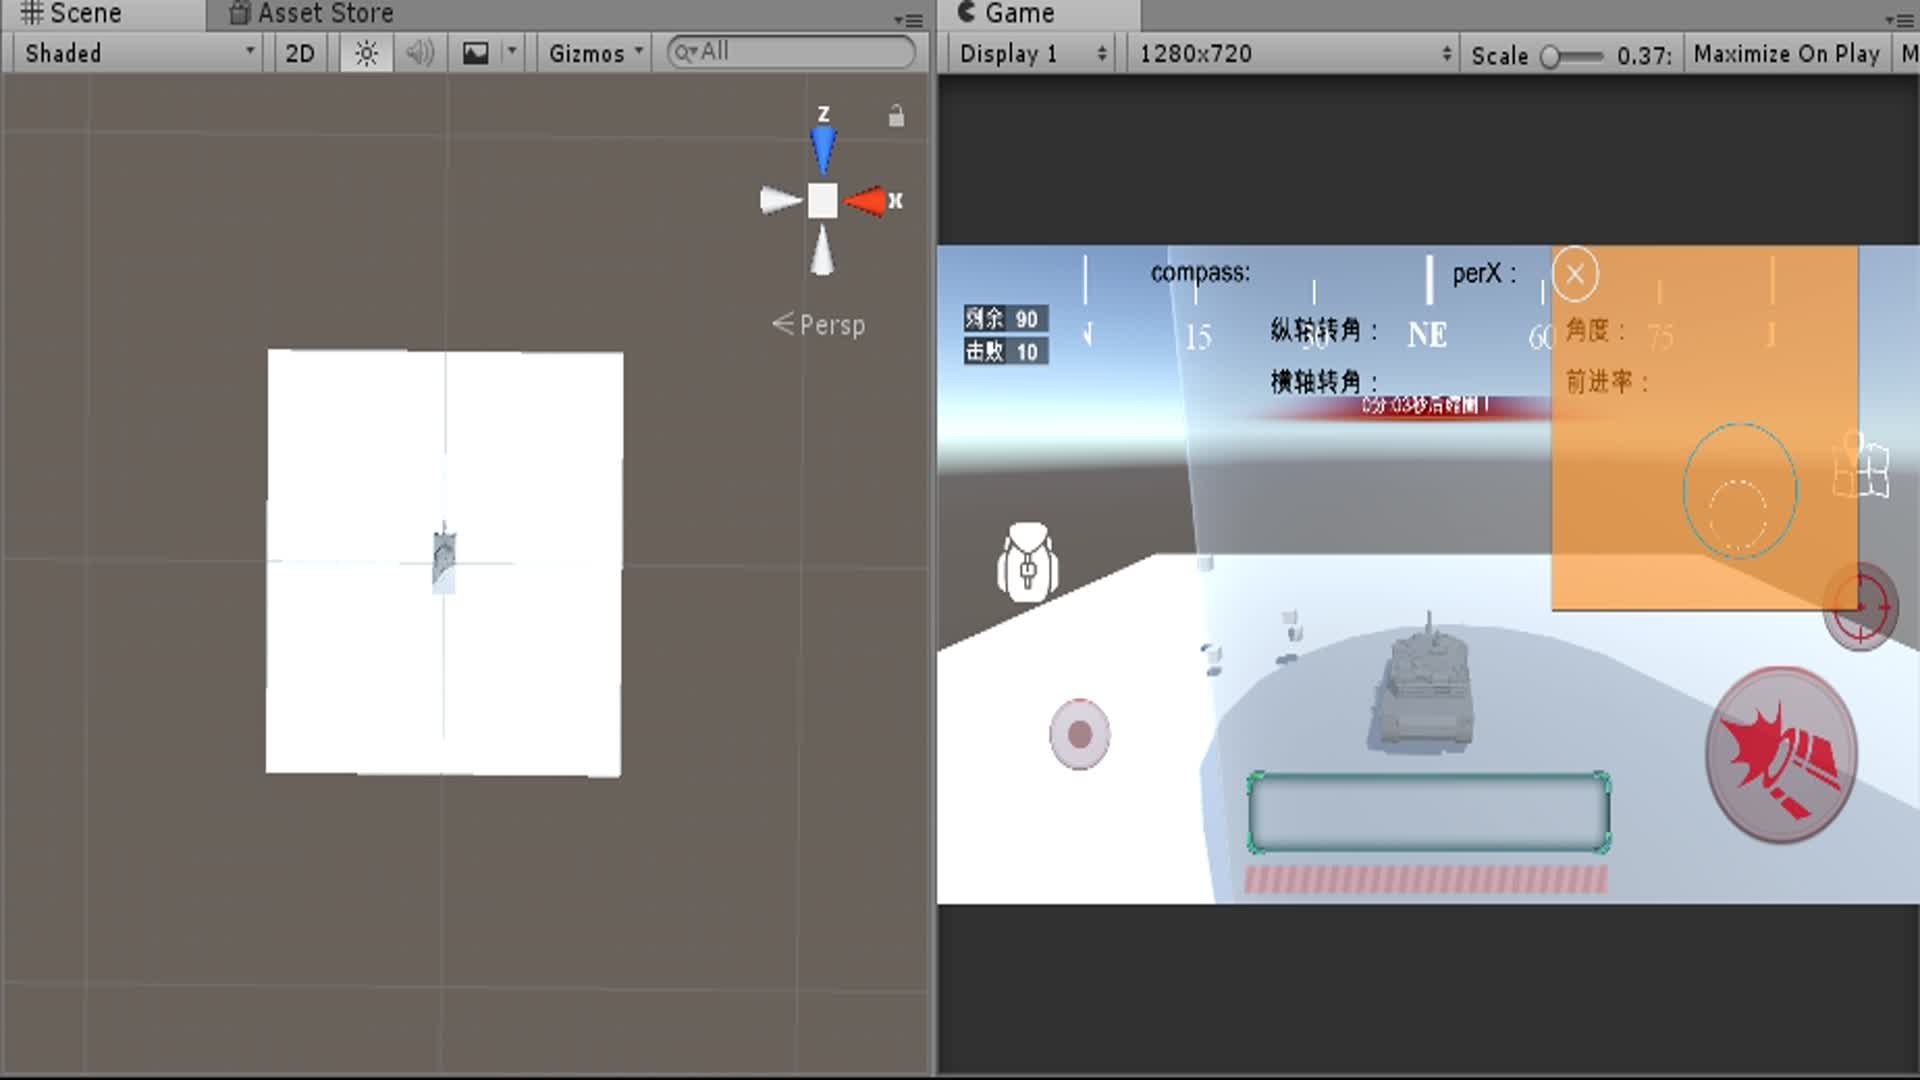 Scene
Asset Store
Shaded
2D
Gizmos
All
Z
X
Persp
Game
Display 1
1280x720
Scale
0.37:
Maximize On Play
M
compass:
perX :
剩余 90
击败 10
N
15
NE
60
75
纵轴转角：
角度：
横轴转角：
前进率：